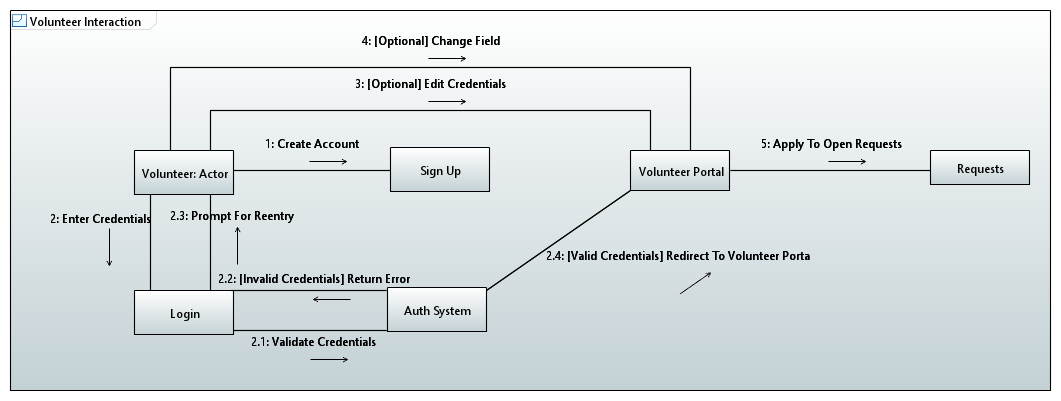 Volunteer Interaction
4: [Optional] Change Field
3: [Optional] Edit Credentials
1: Create Account
5: Apply To Open Requests
Volunteer: Actor
Sign Up
Volunteer Portal
Requests
2: Enter Credentials
2.3: Prompt For Reentry
2.4: [Valid Credentials] Redirect To Volunteer Porta
2.2: [Invalid Credentials] Return Error
Login
Auth System
2.1: Validate Credentials